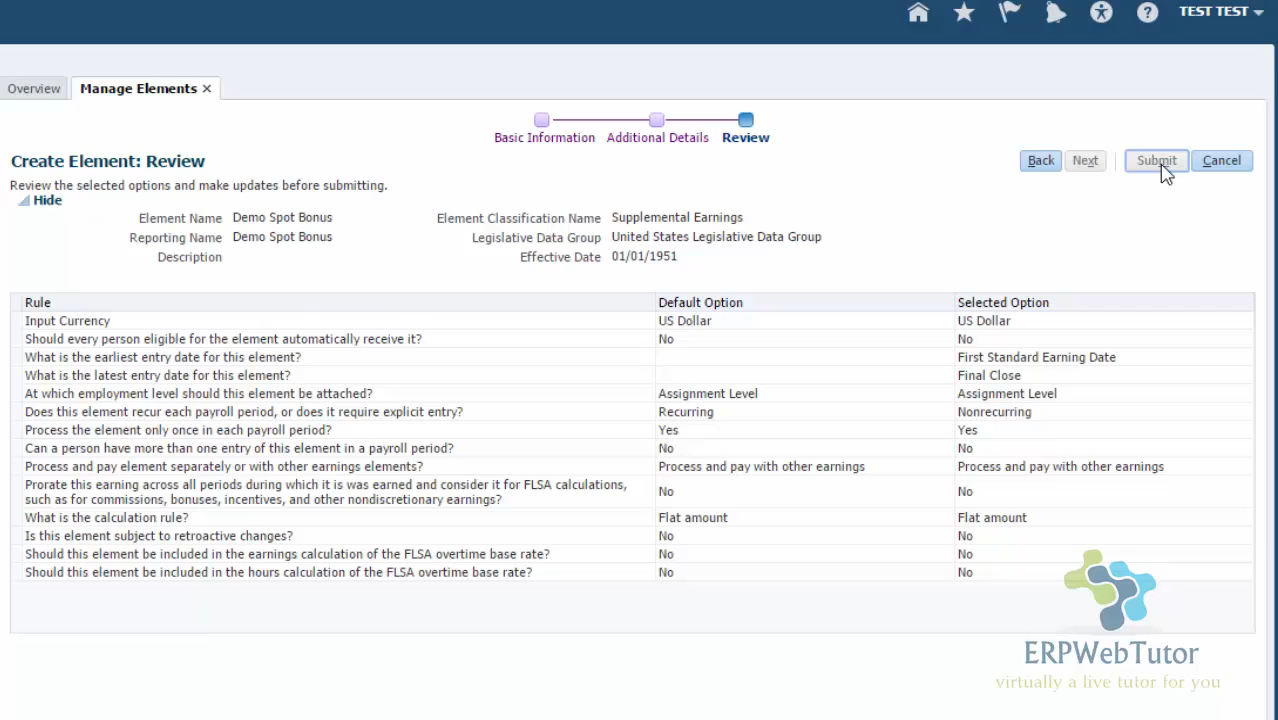 TEST TEST
Overview
Manage Elements ×
Basic Information Additional Details Review
Create Element: Review
Back Next Submit Cancel
Review the selected options and make updates before submitting.
Hide
Element Name Demo Spot Bonus Element Classification Name Supplemental Earnings
Reporting Name Demo Spot Bonus Legislative Data Group United States Legislative Data Group
Description Effective Date 01/01/1951
Rule Default Option Selected Option
Input Currency US Dollar US Dollar
Should every person eligible for the element automatically receive it? No No
What is the earliest entry date for this element? First Standard Earning Date
What is the latest entry date for this element? Final Close
At which employment level should this element be attached? Assignment Level Assignment Level
Does this element recur each payroll period, or does it require explicit entry? Recurring Nonrecurring
Process the element only once in each payroll period? Yes Yes
Can a person have more than one entry of this element in a payroll period? No No
Process and pay element separately or with other earnings elements? Process and pay with other earnings Process and pay with other earnings
Prorate this earning across all periods during which it is was earned and consider it for FLSA calculations,
such as for commissions, bonuses, incentives, and other nondiscretionary earnings? No No
What is the calculation rule? Flat amount Flat amount
Is this element subject to retroactive changes? No No
Should this element be included in the earnings calculation of the FLSA overtime base rate? No No
Should this element be included in the hours calculation of the FLSA overtime base rate? No No
ERPWebTutor
virtually a live tutor for you